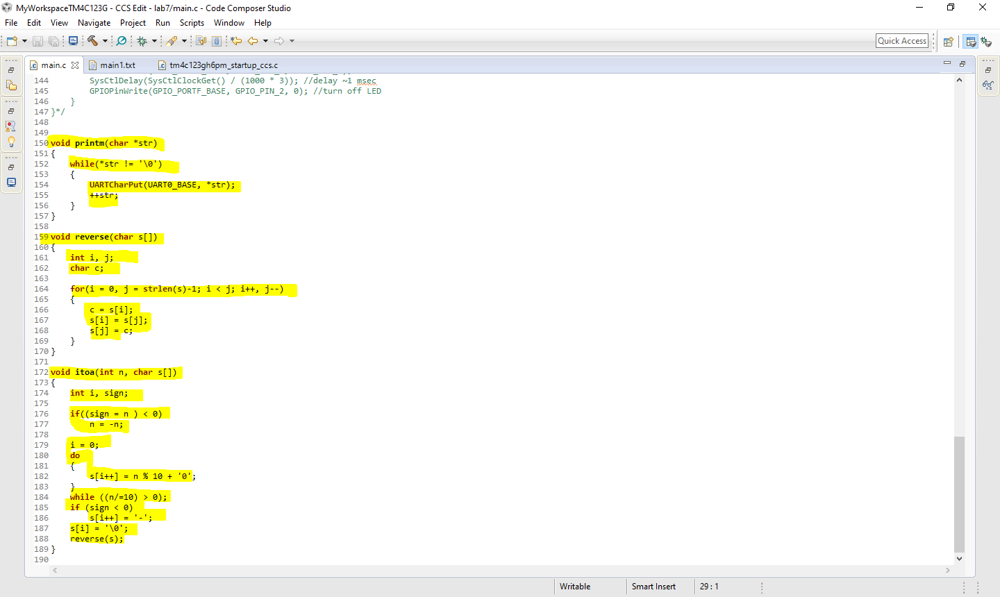 MyWorkspaceTM4C123G - CCS Edit - lab7/main.c - Code Composer Studio
File Edit View Navigate Project Run Scripts Window Help
Quick Access
main.c main1.txt tm4c123gh6pm_startup_ccs.c
144 SysCtlDelay(SysCtlClockGet() / (1000 * 3)); //delay ~1 msec
145 GPIOPinWrite(GPIO_PORTF_BASE, GPIO_PIN_2, 0); //turn off LED
146 }
147 }*/
148
149
150 void printm(char *str)
151 {
152 while(*str != '\0')
153 {
154 UARTCharPut(UART0_BASE, *str);
155 ++str;
156 }
157 }
158
159 void reverse(char s[])
160 {
161 int i, j;
162 char c;
163
164 for(i = 0, j = strlen(s)-1; i < j; i++, j--)
165 {
166 c = s[i];
167 s[i] = s[j];
168 s[j] = c;
169 }
170 }
171
172 void itoa(int n, char s[])
173 {
174 int i, sign;
175
176 if((sign = n ) < 0)
177 n = -n;
178
179 i = 0;
180 do
181 {
182 s[i++] = n % 10 + '0';
183 }
184 while ((n/=10) > 0);
185 if (sign < 0)
186 s[i++] = '-';
187 s[i] = '\0';
188 reverse(s);
189 }
190
Writable Smart Insert 29 : 1